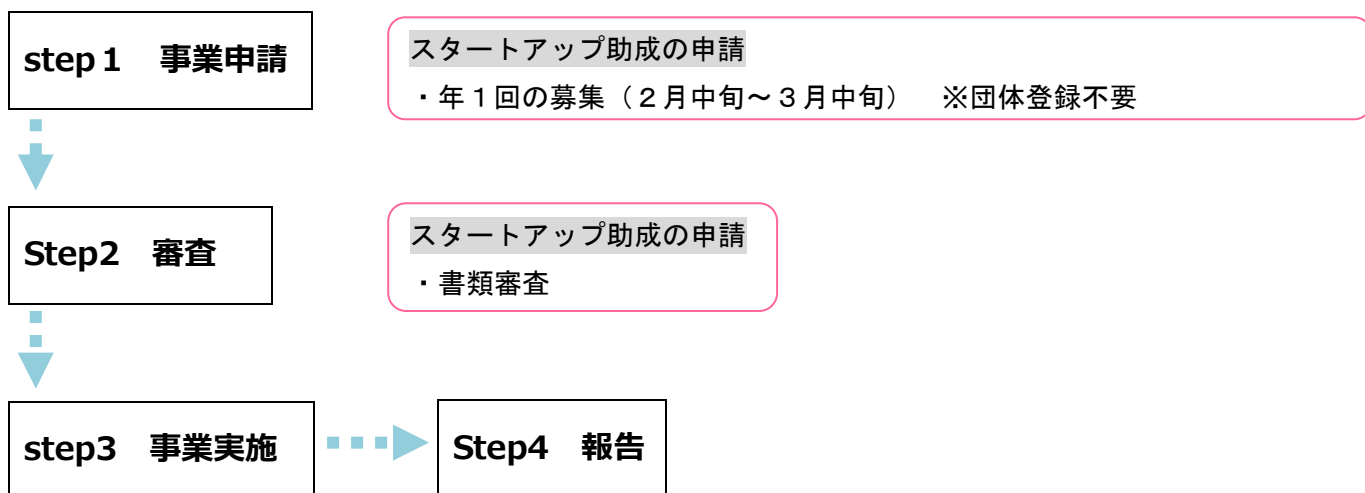 step１　事業申請
スタートアップ助成の申請
・年１回の募集（２月中旬～３月中旬）　※団体登録不要
Step2　審査
スタートアップ助成の申請
・書類審査
step3　事業実施
Step4　報告